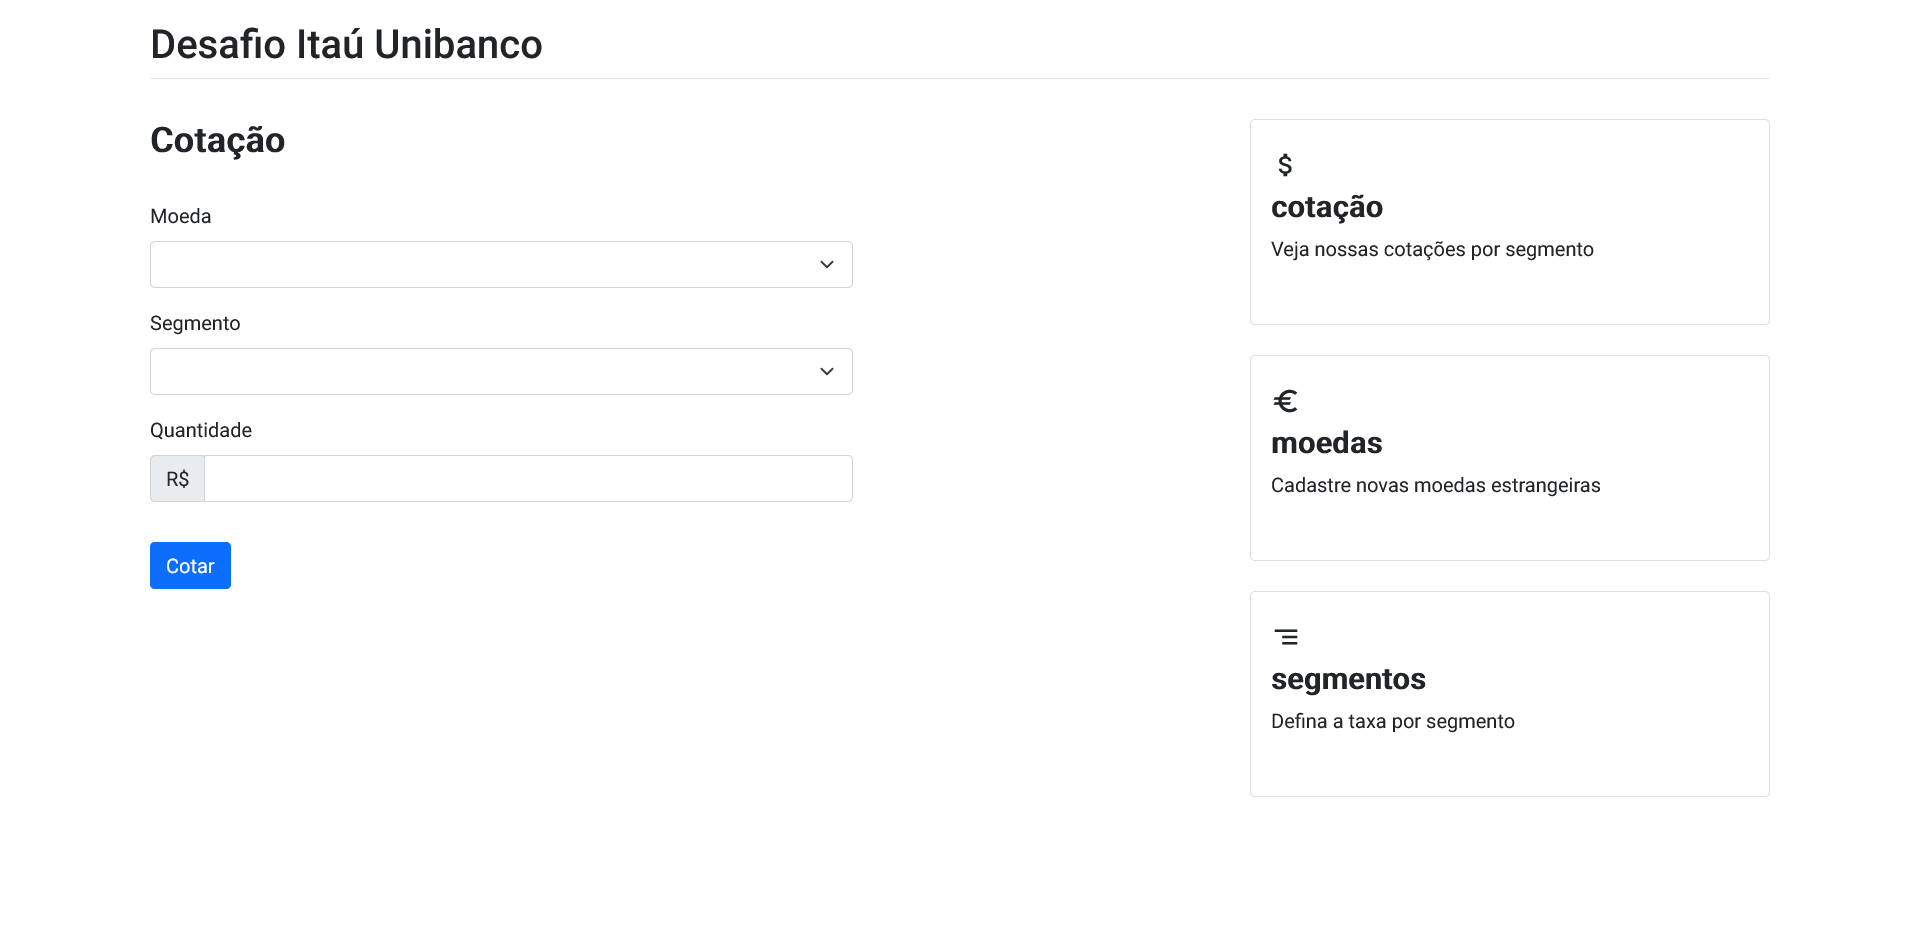 Desafio Itaú Unibanco
Cotação
Moeda
Segmento
Quantidade
R$
Cotar
$
cotação
Veja nossas cotações por segmento
€
moedas
Cadastre novas moedas estrangeiras
segmentos
Defina a taxa por segmento